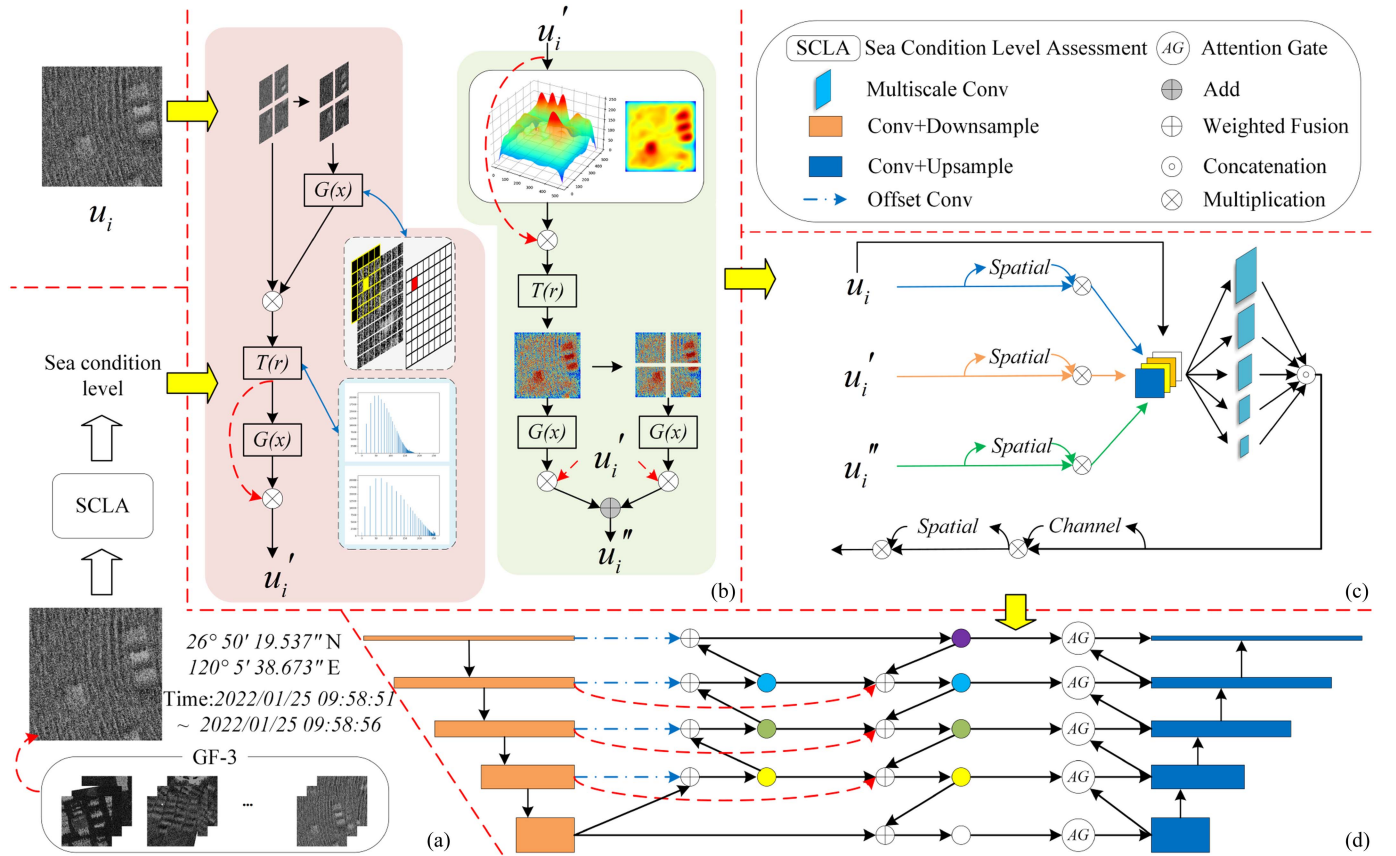 u_i
Sea condition
level
SCLA
26° 50′ 19.537″ N
120° 5′ 38.673″ E
Time:2022/01/25 09:58:51
~ 2022/01/25 09:58:56
GF-3
...
(a)
G(x)
T(r)
G(x)
u_i′
u_i′
T(r)
G(x)
u_i′
G(x)
u_i″
(b)
SCLA Sea Condition Level Assessment
AG Attention Gate
Multiscale Conv
Add
Conv+Downsample
Weighted Fusion
Conv+Upsample
Concatenation
Offset Conv
Multiplication
u_i
Spatial
u_i′
Spatial
u_i″
Spatial
C
Spatial
Channel
(c)
AG
AG
AG
AG
AG
(d)